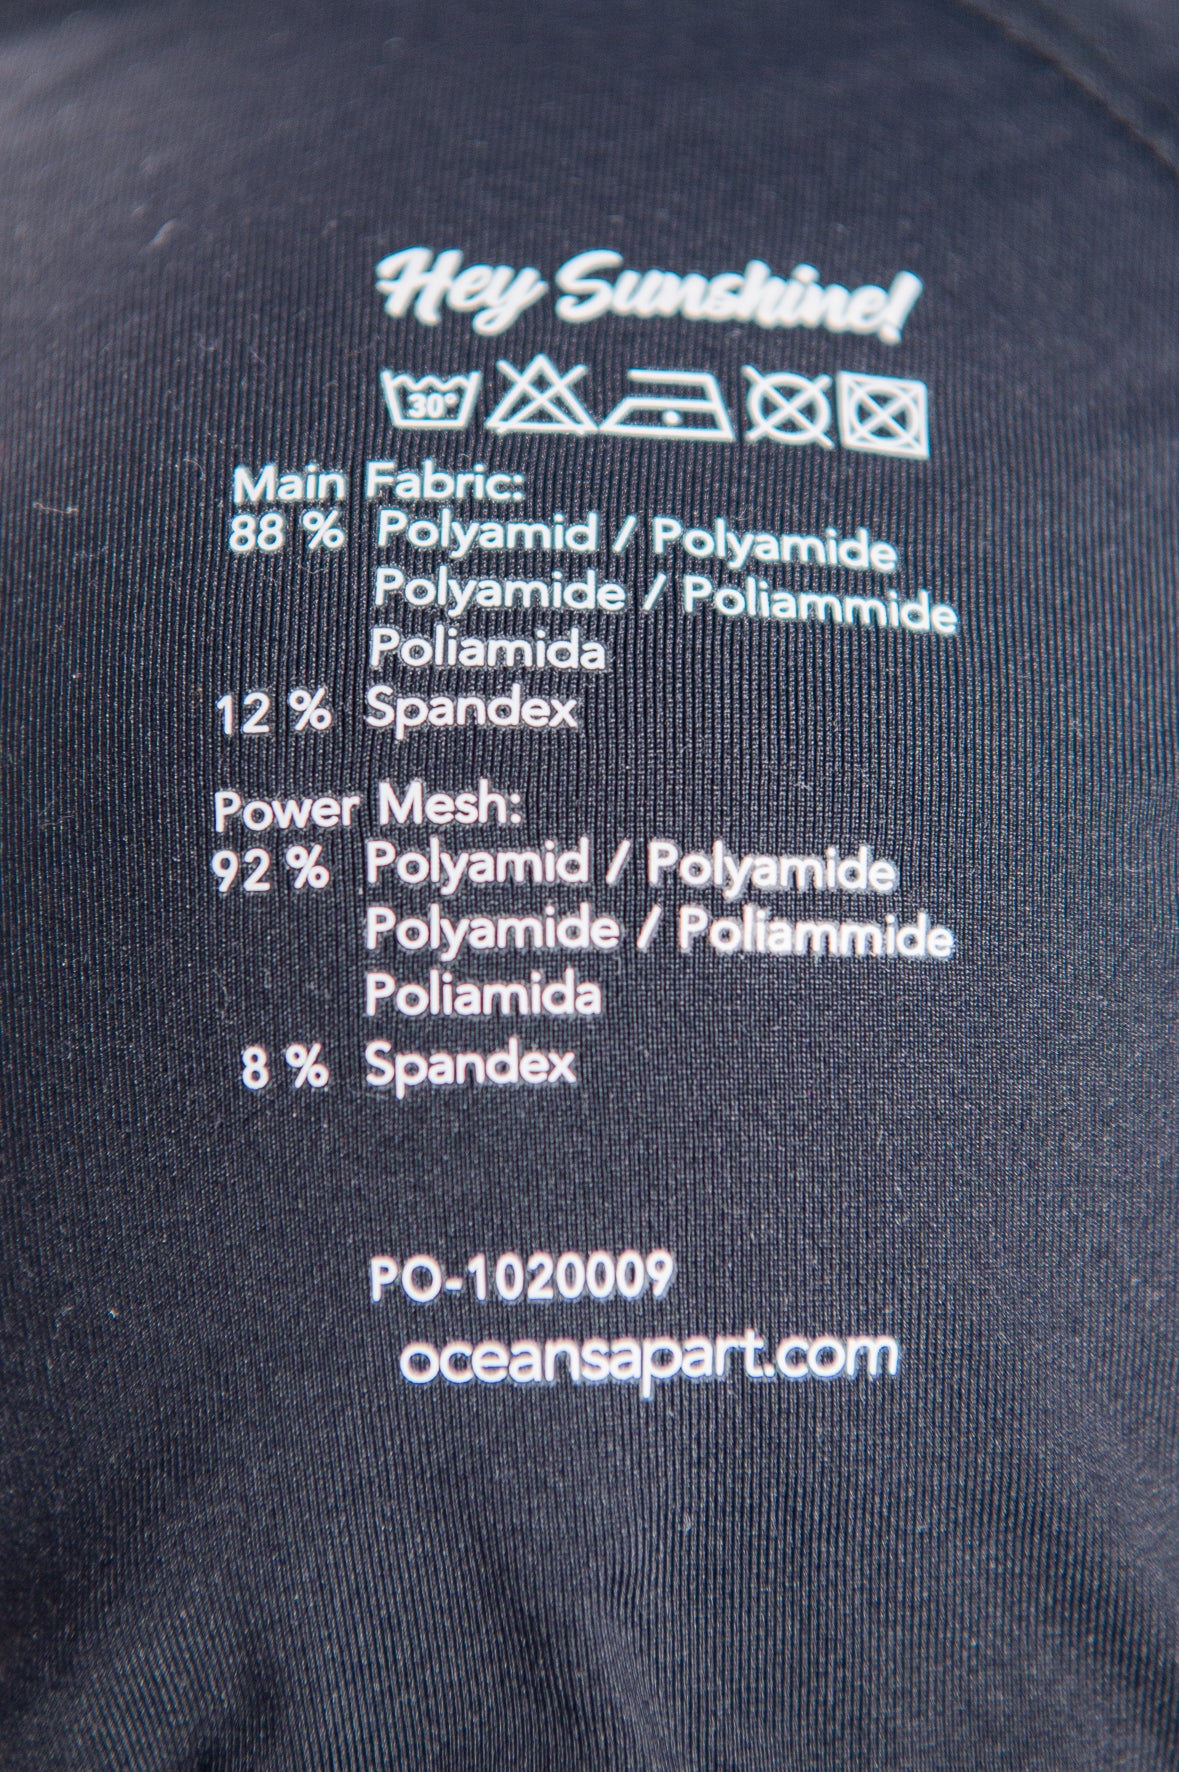 Hey Sunshine!
30°
Main Fabric:
88 % Polyamid / Polyamide
Polyamide / Poliammide
Poliamida
12 % Spandex
Power Mesh:
92 % Polyamid / Polyamide
Polyamide / Poliammide
Poliamida
8 % Spandex
PO-1020009
oceansapart.com